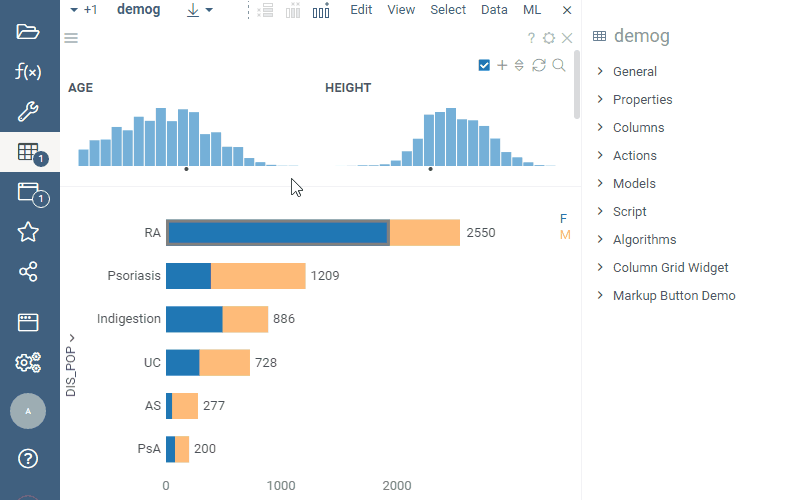 +1 demog Edit View Select Data ML
f(x)
1
1
A
?
AGE HEIGHT
F
M
RA 2550
Psoriasis 1209
Indigestion 886
UC 728
AS 277
PsA 200
DIS_POP
0 1000 2000
demog
General
Properties
Columns
Actions
Models
Script
Algorithms
Column Grid Widget
Markup Button Demo